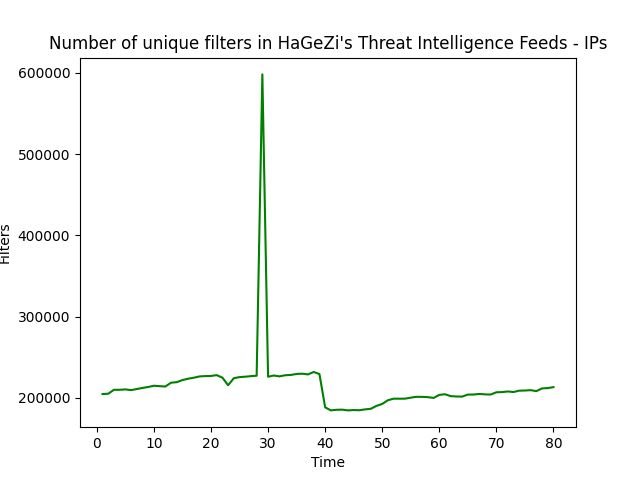 Number of unique filters in HaGeZi's Threat Intelligence Feeds - IPs
600000
500000
400000
300000
200000
Filters
0 10 20 30 40 50 60 70 80
Time